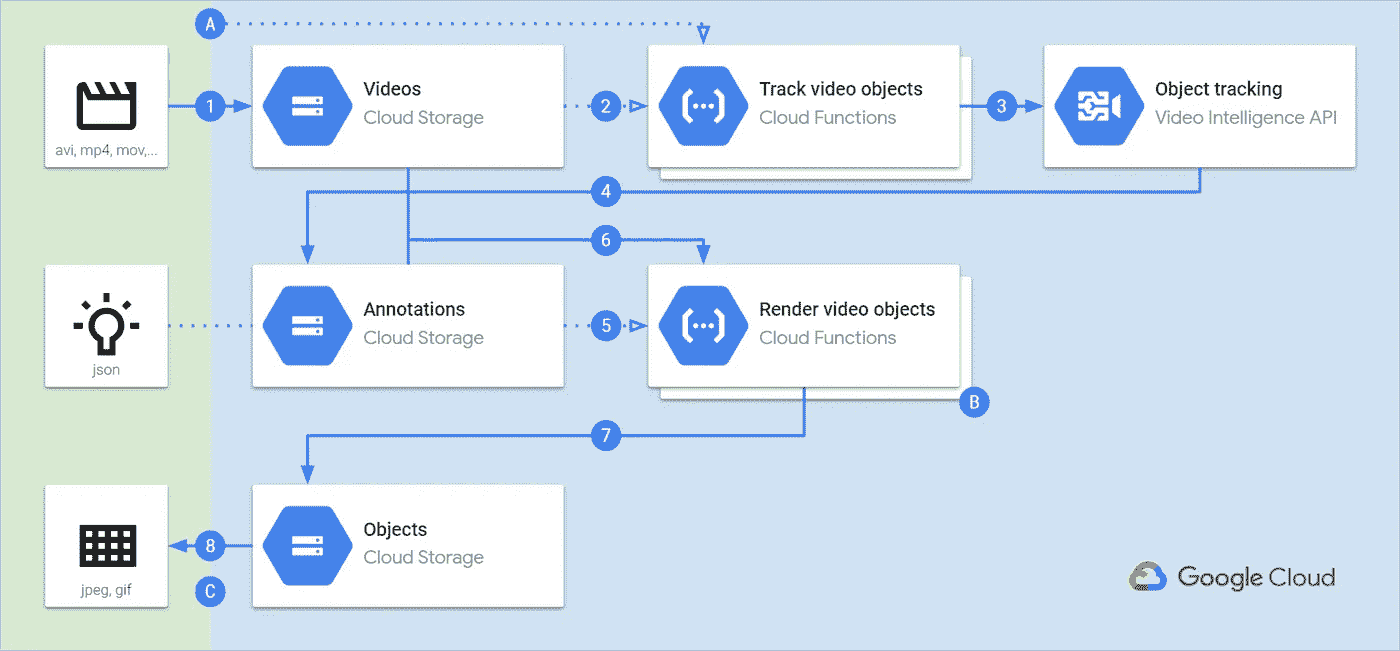 A
avi, mp4, mov,...
1
Videos
Cloud Storage
2
Track video objects
Cloud Functions
3
Object tracking
Video Intelligence API
4
6
json
Annotations
Cloud Storage
5
Render video objects
Cloud Functions
B
7
jpeg, gif
8
C
Objects
Cloud Storage
Google Cloud